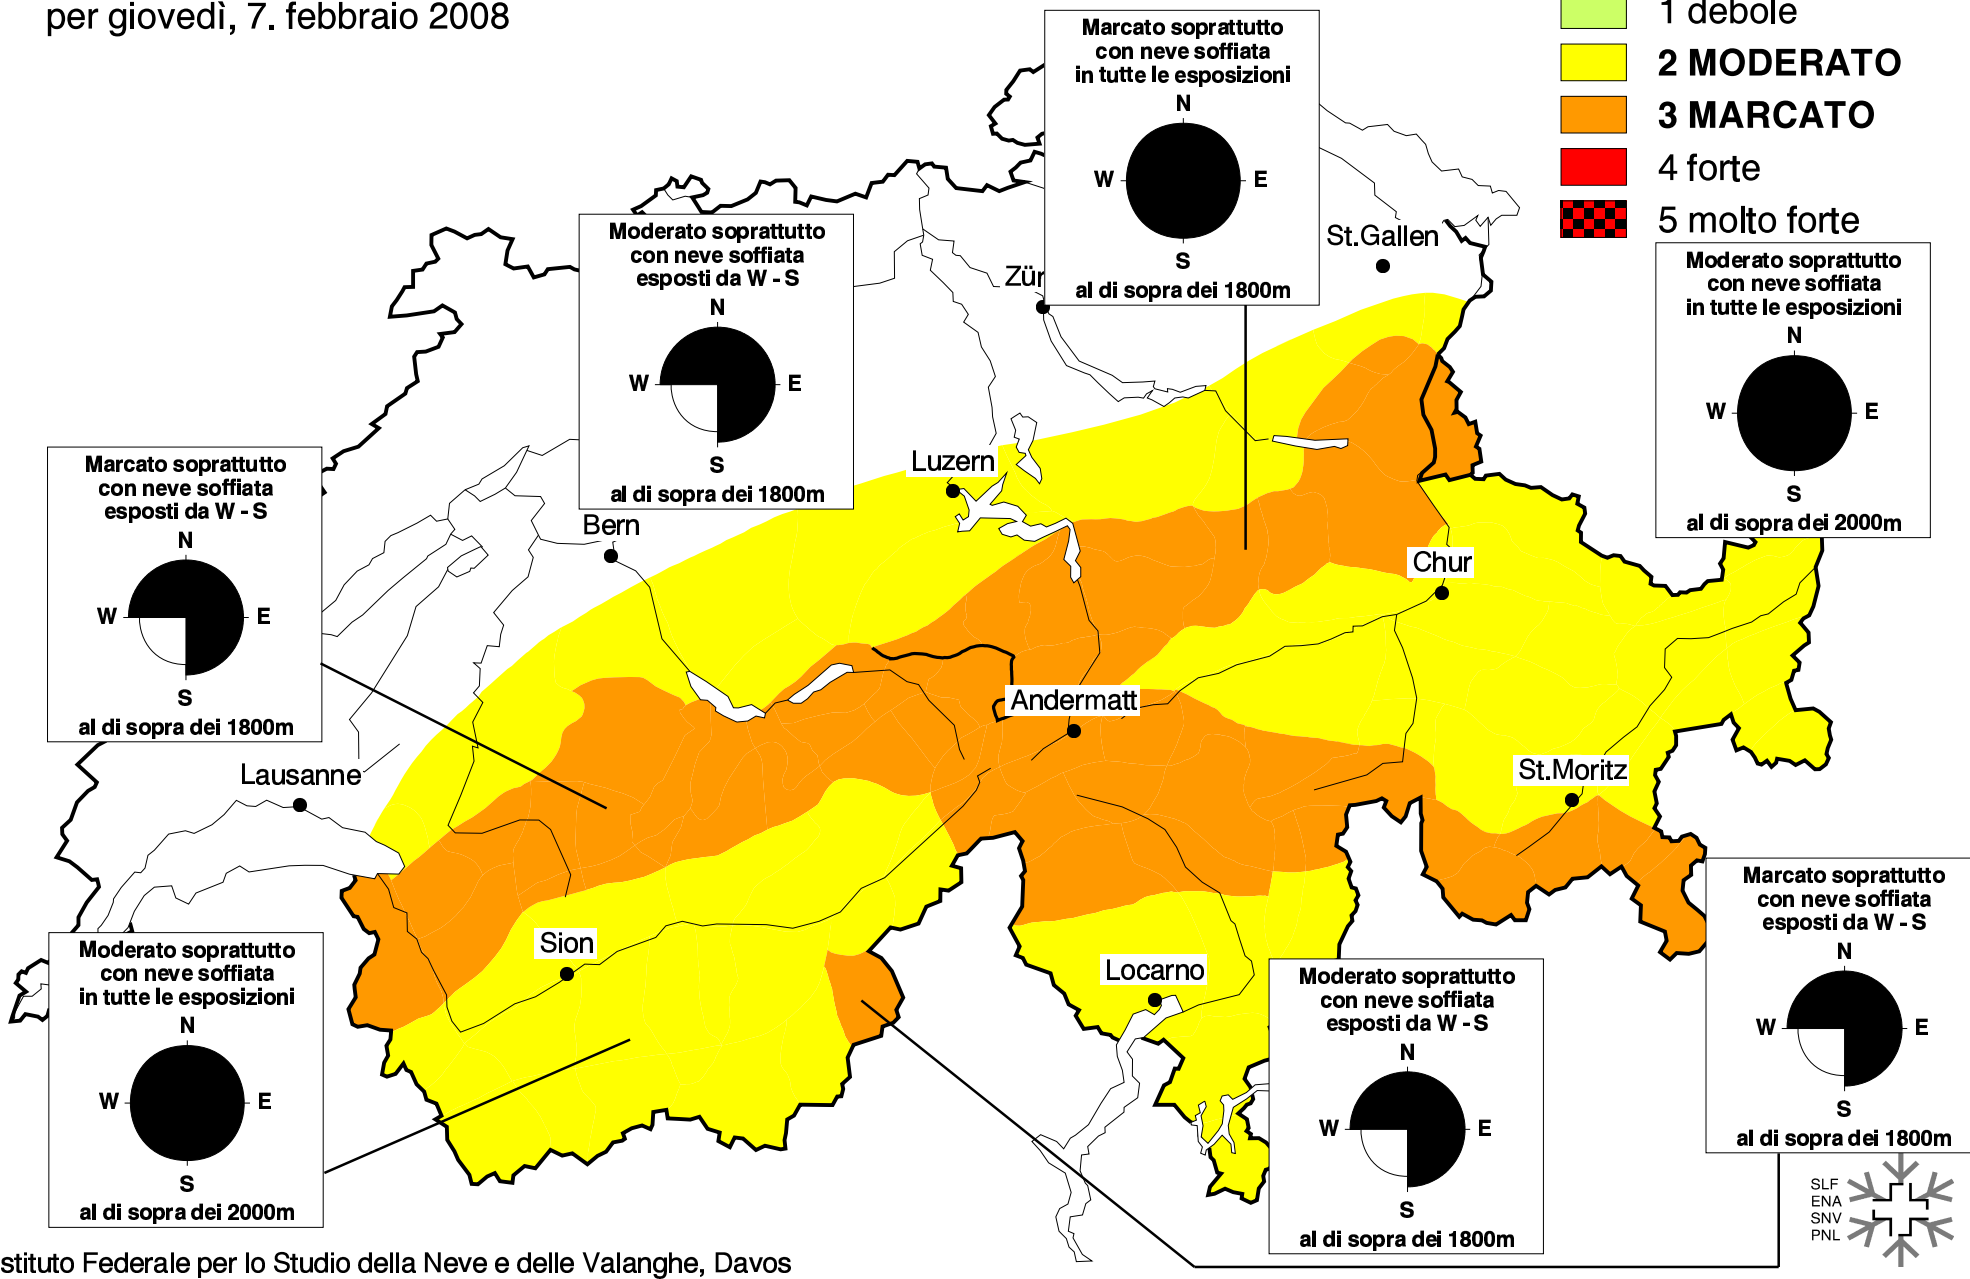 per giovedì, 7. febbraio 2008
1 debole
2 MODERATO
3 MARCATO
4 forte
5 molto forte
Marcato soprattutto
con neve soffiata
in tutte le esposizioni
N
W E
S
al di sopra dei 1800m
Moderato soprattutto
con neve soffiata
esposti da W - S
N
W E
S
al di sopra dei 1800m
Moderato soprattutto
con neve soffiata
in tutte le esposizioni
N
W E
S
al di sopra dei 2000m
Marcato soprattutto
con neve soffiata
esposti da W - S
N
W E
S
al di sopra dei 1800m
St.Gallen
Zür
Luzern
Bern
Chur
Andermatt
St.Moritz
Lausanne
Sion
Locarno
Marcato soprattutto
con neve soffiata
esposti da W - S
N
W E
S
al di sopra dei 1800m
Moderato soprattutto
con neve soffiata
in tutte le esposizioni
N
W E
S
al di sopra dei 2000m
Moderato soprattutto
con neve soffiata
esposti da W - S
N
W E
S
al di sopra dei 1800m
SLF
ENA
SNV
PNL
stituto Federale per lo Studio della Neve e delle Valanghe, Davos